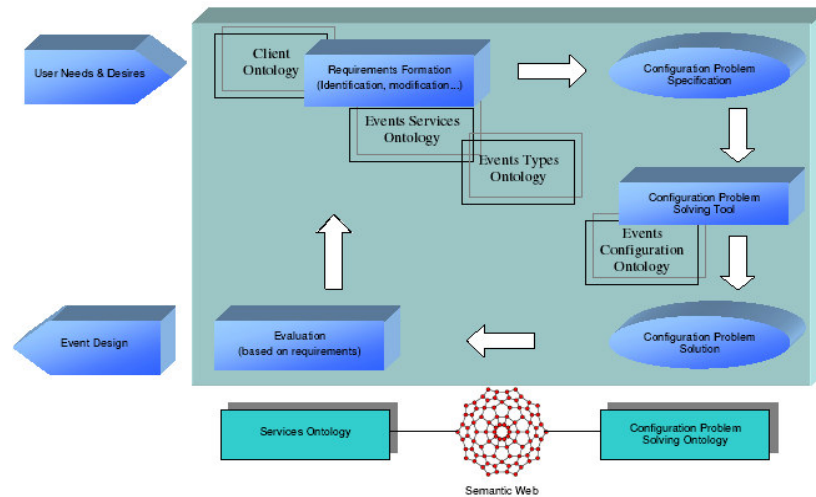 User Needs & Desires
Client
Ontology
Requirements Formation
(Identification, modification...)
Configuration Problem
Specification
Events Services
Ontology
Events Types
Ontology
Configuration Problem
Solving Tool
Events
Configuration
Ontology
Event Design
Evaluation
(based on requirements)
Configuration Problem
Solution
Services Ontology
Configuration Problem
Solving Ontology
Semantic Web